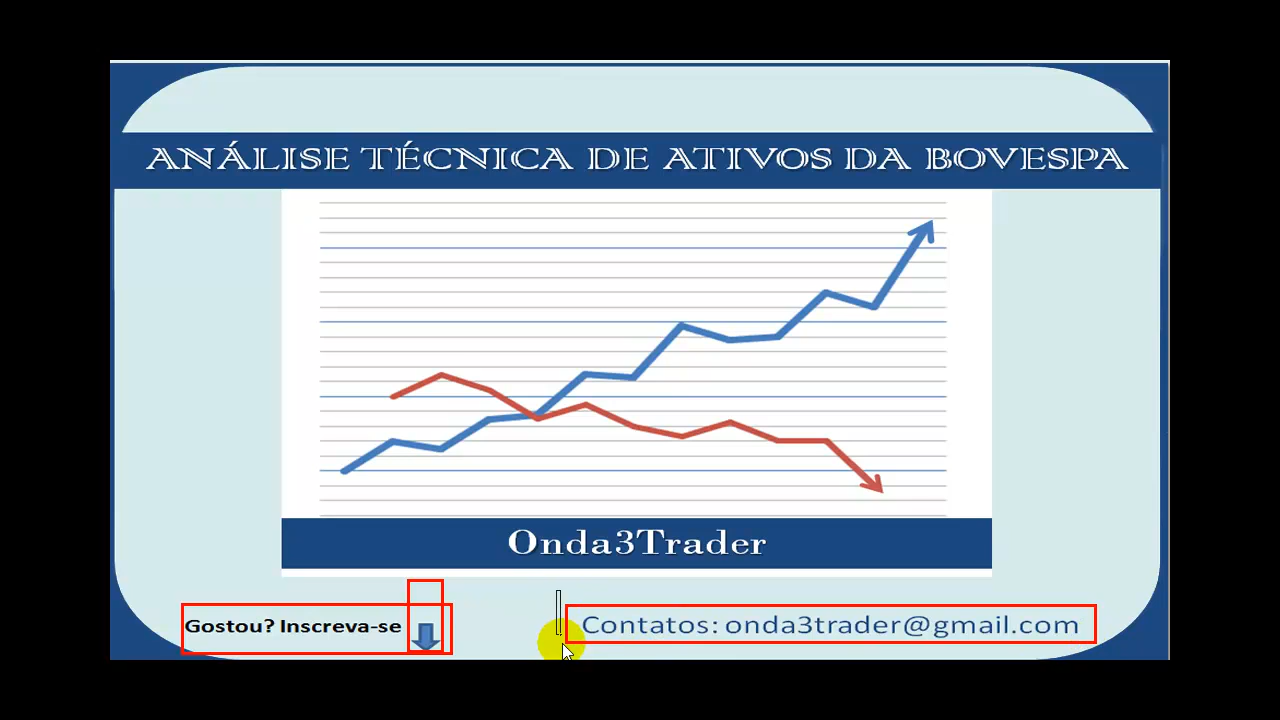 ANÁLISE TÉCNICA DE ATIVOS DA BOVESPA
Onda3Trader
Gostou? Inscreva-se
Contatos: onda3trader@gmail.com